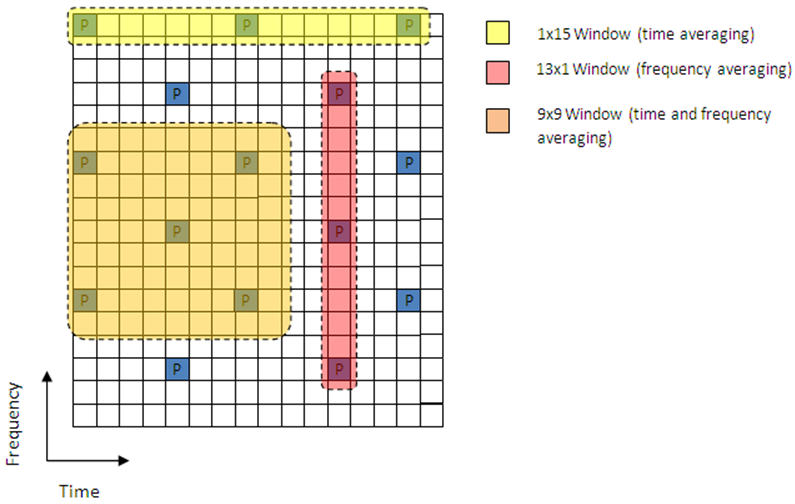 P P P
P P
P P P
P P
P P P
P P
1x15 Window (time averaging)
13x1 Window (frequency averaging)
9x9 Window (time and frequency
averaging)
Frequency
Time